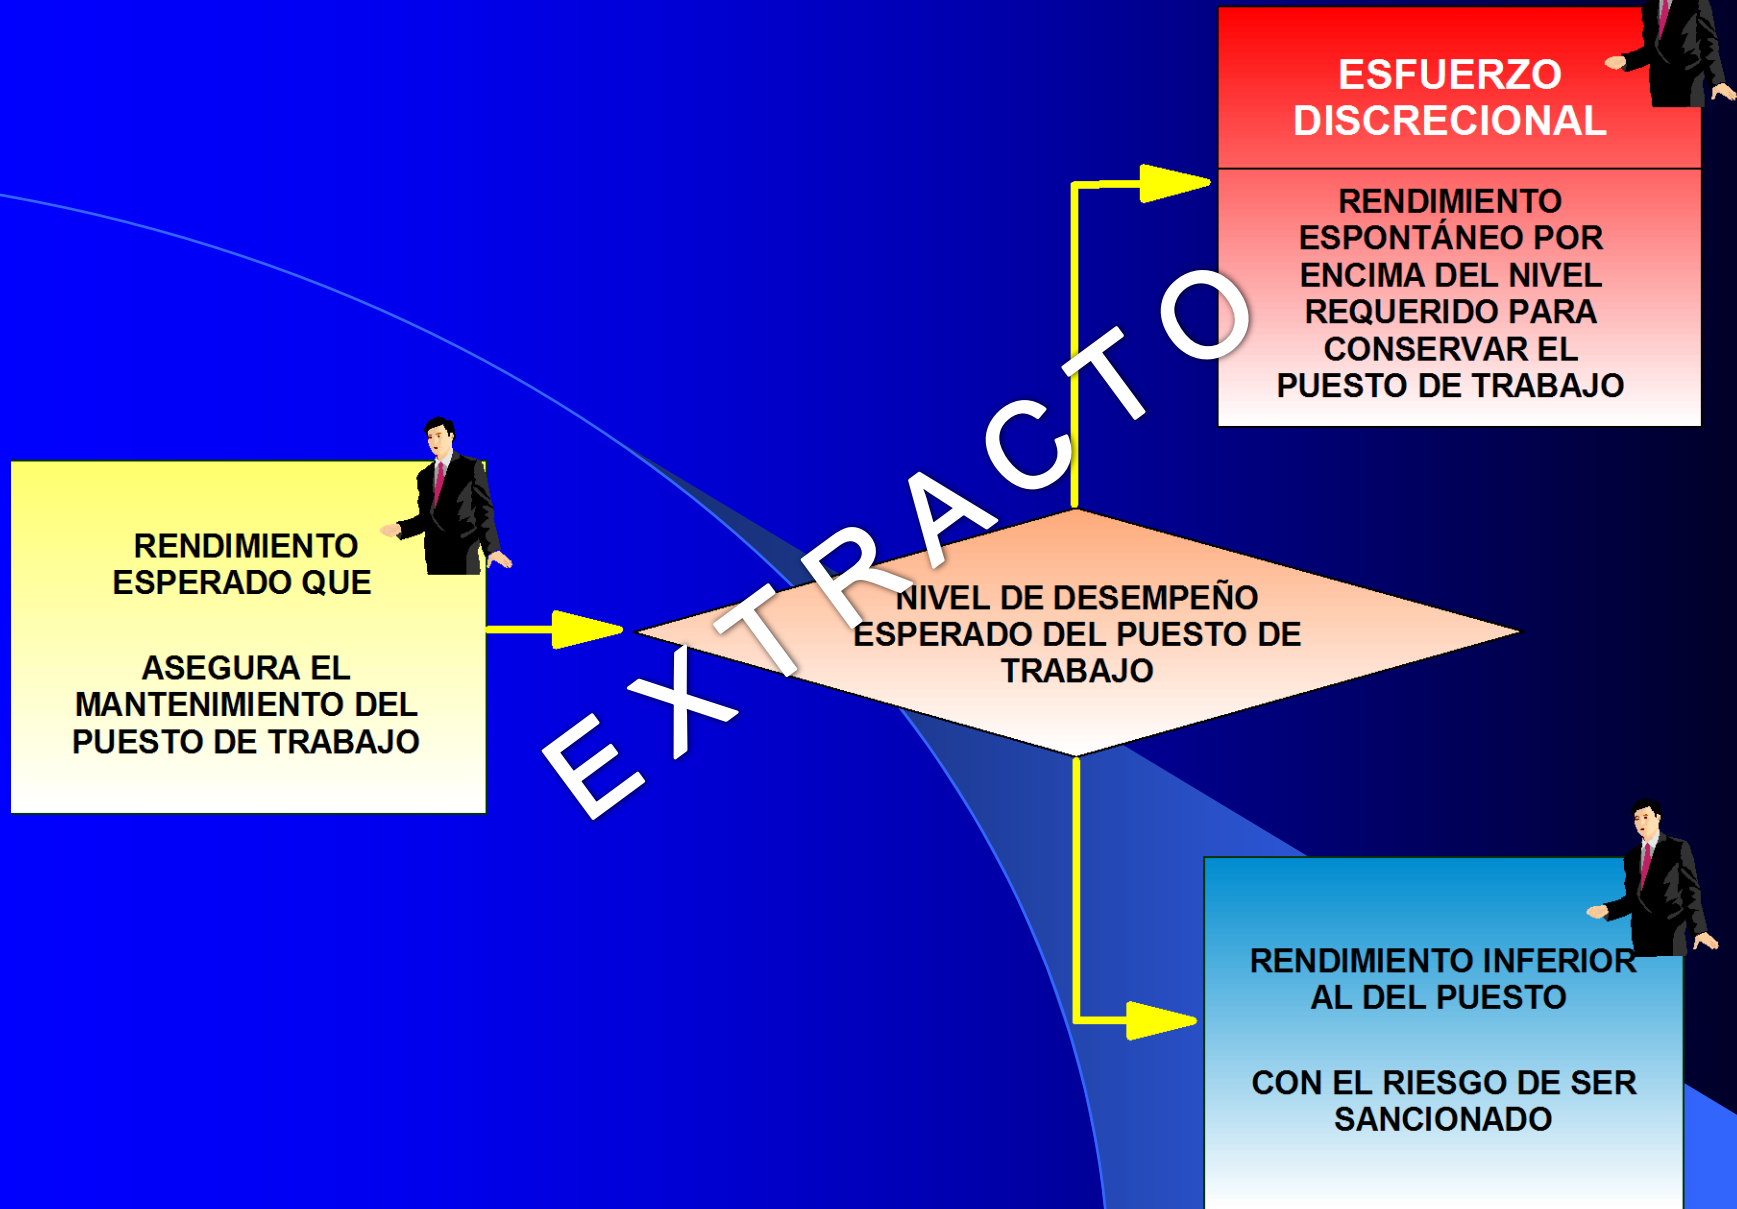 ESFUERZO
DISCRECIONAL
RENDIMIENTO
ESPONTÁNEO POR
ENCIMA DEL NIVEL
REQUERIDO PARA
CONSERVAR EL
PUESTO DE TRABAJO
RENDIMIENTO
ESPERADO QUE
ASEGURA EL
MANTENIMIENTO DEL
PUESTO DE TRABAJO
NIVEL DE DESEMPEÑO
ESPERADO DEL PUESTO DE
TRABAJO
EXTRACTO
RENDIMIENTO INFERIOR
AL DEL PUESTO
CON EL RIESGO DE SER
SANCIONADO